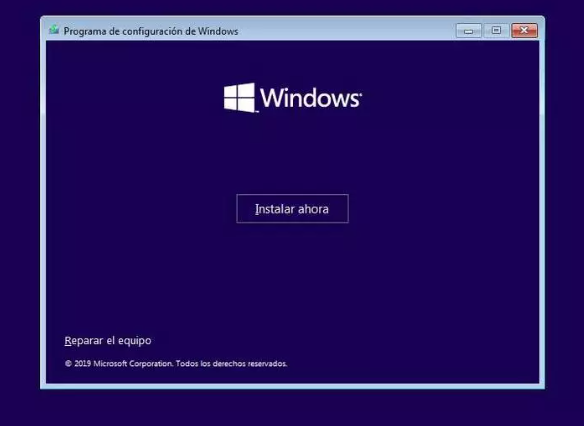 Programa de configuración de Windows
Windows
Instalar ahora
Reparar el equipo
© 2019 Microsoft Corporation. Todos los derechos reservados.